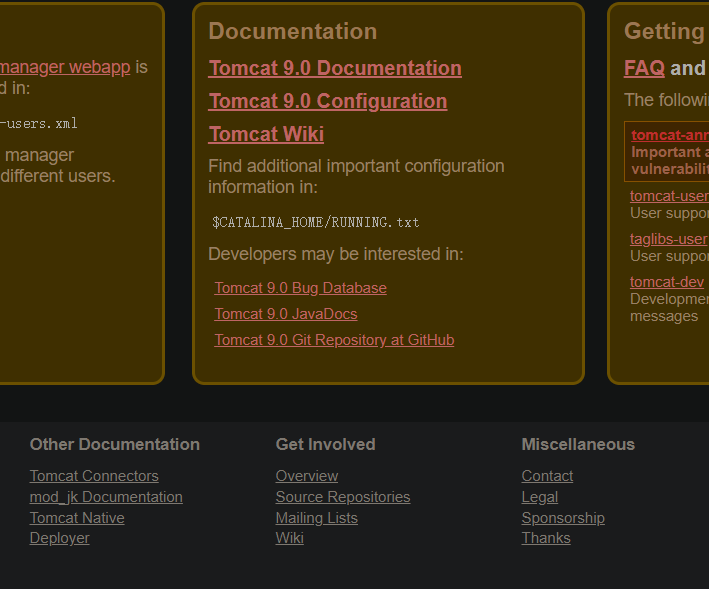 manager webapp is
d in:
-users.xml
manager
different users.
Documentation
Tomcat 9.0 Documentation
Tomcat 9.0 Configuration
Tomcat Wiki
Find additional important configuration
information in:
$CATALINA_HOME/RUNNING.txt
Developers may be interested in:
Tomcat 9.0 Bug Database
Tomcat 9.0 JavaDocs
Tomcat 9.0 Git Repository at GitHub
Getting
FAQ and
The followi
tomcat-ann
Important a
vulnerabilit
tomcat-user
User suppo
taglibs-user
User suppo
tomcat-dev
Developmen
messages
Other Documentation
Tomcat Connectors
mod_jk Documentation
Tomcat Native
Deployer
Get Involved
Overview
Source Repositories
Mailing Lists
Wiki
Miscellaneous
Contact
Legal
Sponsorship
Thanks